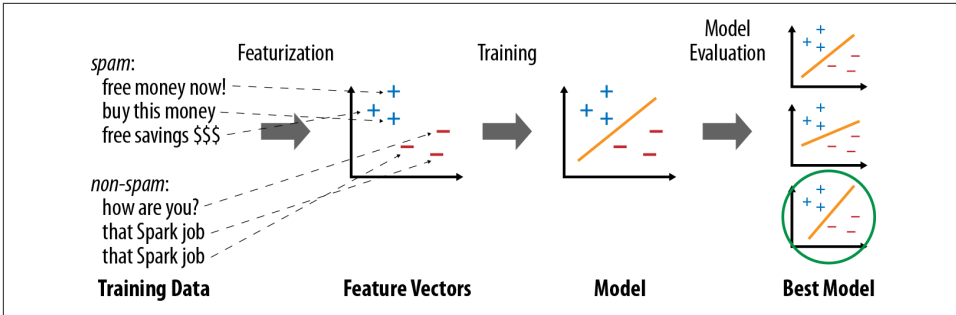 Featurization
Training
Model
Evaluation
spam:
free money now!
buy this money
free savings $$$
non-spam:
how are you?
that Spark job
that Spark job
Training Data
Feature Vectors
Model
Best Model